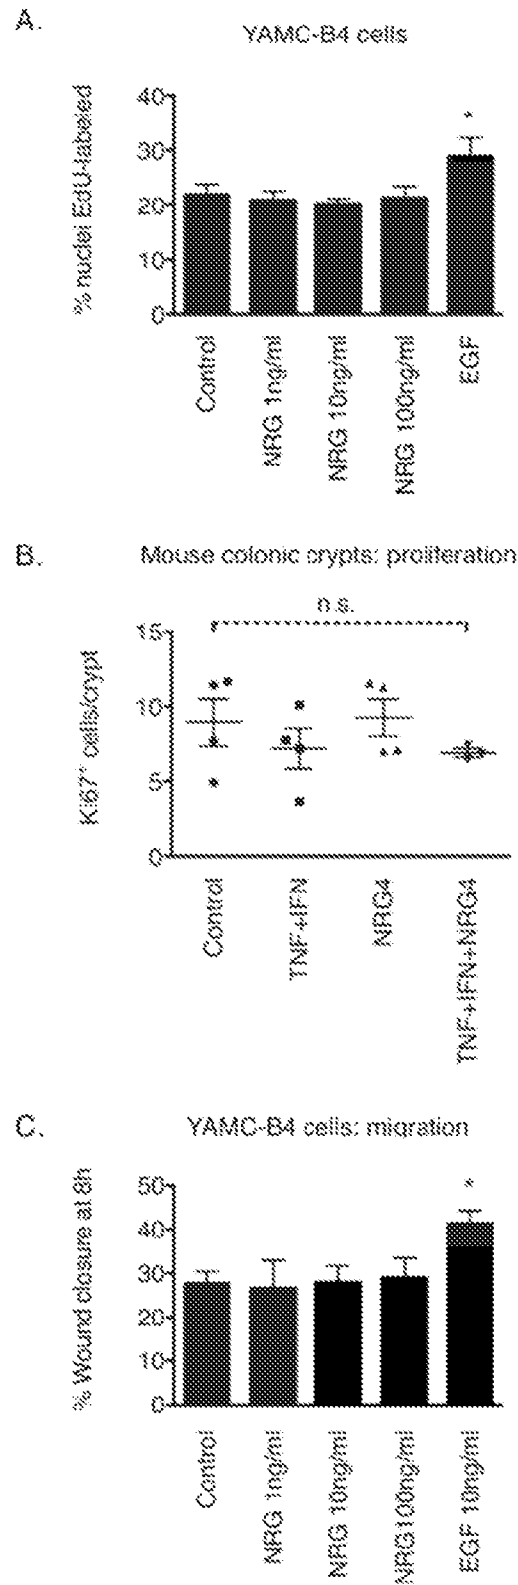 A.
YAMC-B4 cells
% nuclei EdU-labeled
40
30
20
10
0
*
Control
NRG 1ng/ml
NRG 10ng/ml
NRG 100ng/ml
EGF
B.
Mouse colonic crypts: proliferation
n.s.
Ki67+ cells/crypt
15
10
5
0
Control
TNF+IFN
NRG4
TNF+IFN+NRG4
C.
YAMC-B4 cells: migration
% Wound closure at 8h
50
40
30
20
10
0
*
Control
NRG 1ng/ml
NRG 10ng/ml
NRG100ng/ml
EGF 10ng/ml